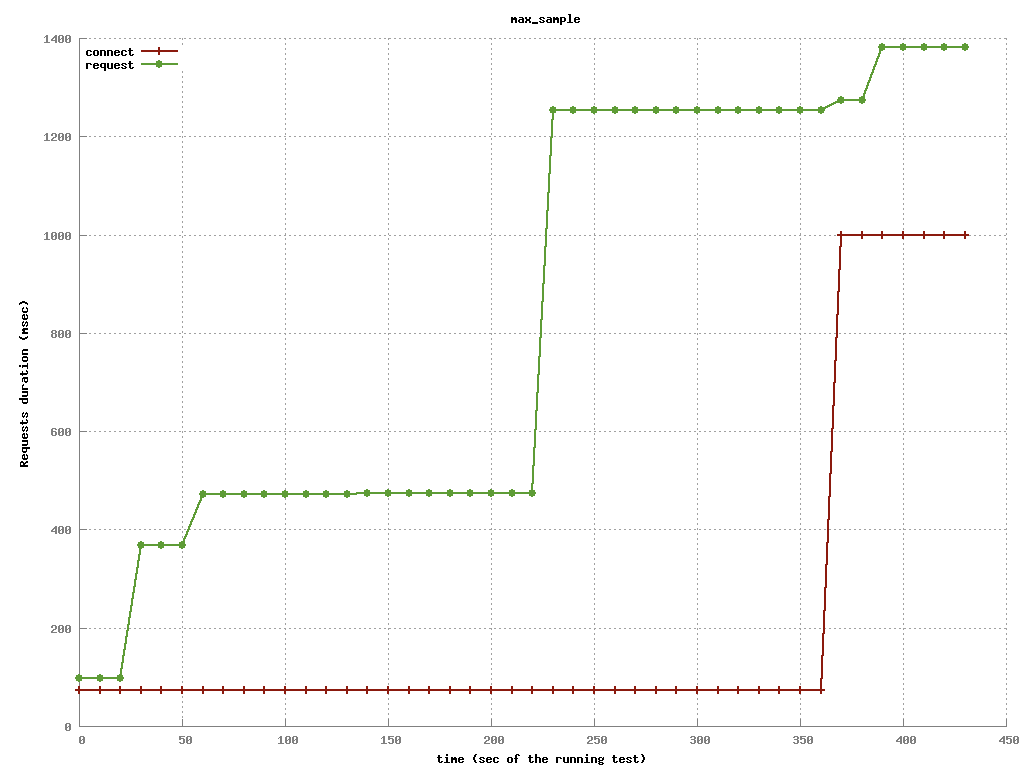 max_sample
connect
request
1400
1200
1000
800
600
400
200
0
Requests duration (msec)
0 50 100 150 200 250 300 350 400 450
time (sec of the running test)